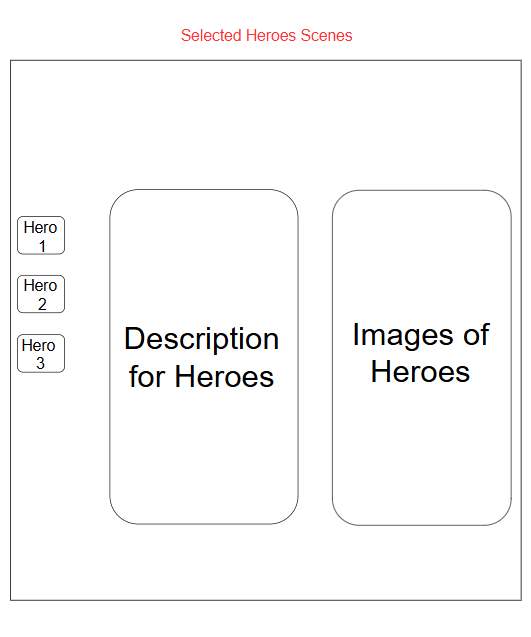 Selected Heroes Scenes
Hero
1
Hero
2
Hero
3
Description
for Heroes
Images of
Heroes